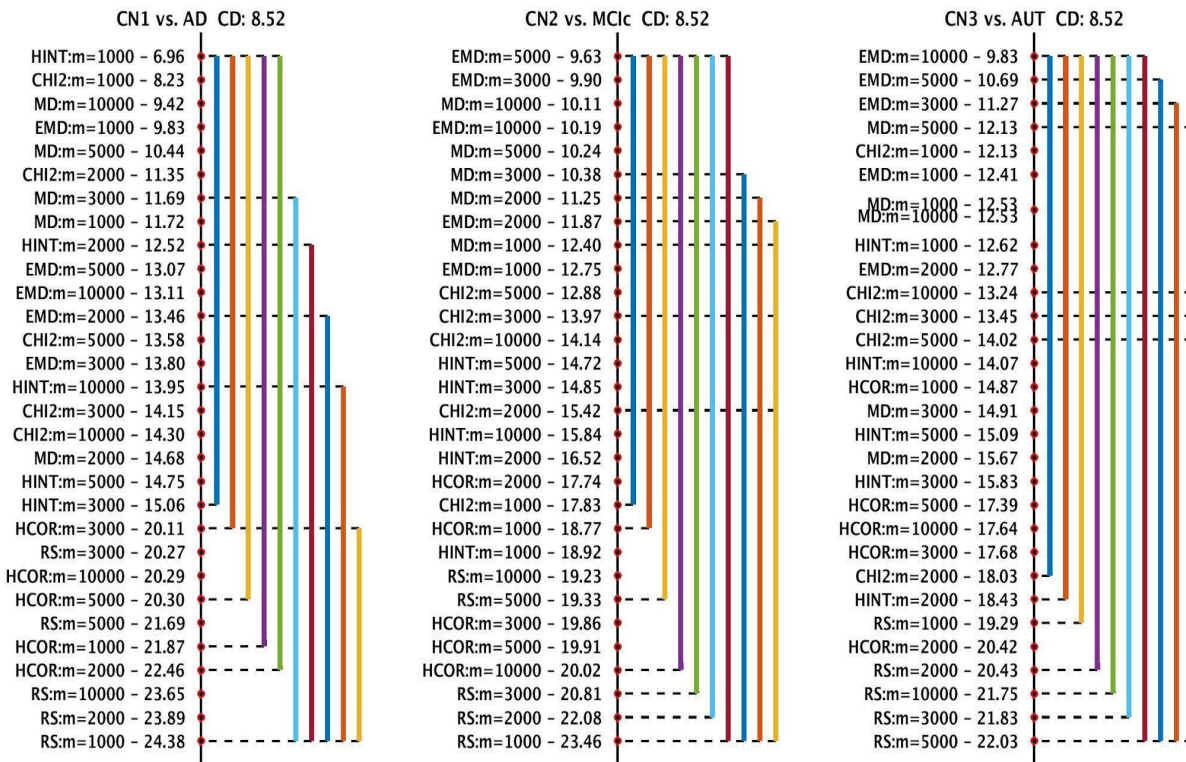 CN1 vs. AD CD: 8.52
HINT:m=1000 – 6.96
CHI2:m=1000 – 8.23
MD:m=10000 – 9.42
EMD:m=1000 – 9.83
MD:m=5000 – 10.44
CHI2:m=2000 – 11.35
MD:m=3000 – 11.69
MD:m=1000 – 11.72
HINT:m=2000 – 12.52
EMD:m=5000 – 13.07
EMD:m=10000 – 13.11
EMD:m=2000 – 13.46
CHI2:m=5000 – 13.58
EMD:m=3000 – 13.80
HINT:m=10000 – 13.95
CHI2:m=3000 – 14.15
CHI2:m=10000 – 14.30
MD:m=2000 – 14.68
HINT:m=5000 – 14.75
HINT:m=3000 – 15.06
HCOR:m=3000 – 20.11
RS:m=3000 – 20.27
HCOR:m=10000 – 20.29
HCOR:m=5000 – 20.30
RS:m=5000 – 21.69
HCOR:m=1000 – 21.87
HCOR:m=2000 – 22.46
RS:m=10000 – 23.65
RS:m=2000 – 23.89
RS:m=1000 – 24.38
CN2 vs. MCIc CD: 8.52
EMD:m=5000 – 9.63
EMD:m=3000 – 9.90
MD:m=10000 – 10.11
EMD:m=10000 – 10.19
MD:m=5000 – 10.24
MD:m=3000 – 10.38
MD:m=2000 – 11.25
EMD:m=2000 – 11.87
MD:m=1000 – 12.40
EMD:m=1000 – 12.75
CHI2:m=5000 – 12.88
CHI2:m=3000 – 13.97
CHI2:m=10000 – 14.14
HINT:m=5000 – 14.72
HINT:m=3000 – 14.85
CHI2:m=2000 – 15.42
HINT:m=10000 – 15.84
HINT:m=2000 – 16.52
HCOR:m=2000 – 17.74
CHI2:m=1000 – 17.83
HCOR:m=1000 – 18.77
HINT:m=1000 – 18.92
RS:m=10000 – 19.23
RS:m=5000 – 19.33
HCOR:m=3000 – 19.86
HCOR:m=5000 – 19.91
HCOR:m=10000 – 20.02
RS:m=3000 – 20.81
RS:m=2000 – 22.08
RS:m=1000 – 23.46
CN3 vs. AUT CD: 8.52
EMD:m=10000 – 9.83
EMD:m=5000 – 10.69
EMD:m=3000 – 11.27
MD:m=5000 – 12.13
CHI2:m=1000 – 12.13
EMD:m=1000 – 12.41
MD:m=1000 – 12.53
MD:m=10000 – 12.53
HINT:m=1000 – 12.62
EMD:m=2000 – 12.77
CHI2:m=10000 – 13.24
CHI2:m=3000 – 13.45
CHI2:m=5000 – 14.02
HINT:m=10000 – 14.07
HCOR:m=1000 – 14.87
MD:m=3000 – 14.91
HINT:m=5000 – 15.09
MD:m=2000 – 15.67
HINT:m=3000 – 15.83
HCOR:m=5000 – 17.39
HCOR:m=10000 – 17.64
HCOR:m=3000 – 17.68
CHI2:m=2000 – 18.03
HINT:m=2000 – 18.43
RS:m=1000 – 19.29
HCOR:m=2000 – 20.42
RS:m=2000 – 20.43
RS:m=10000 – 21.75
RS:m=3000 – 21.83
RS:m=5000 – 22.03